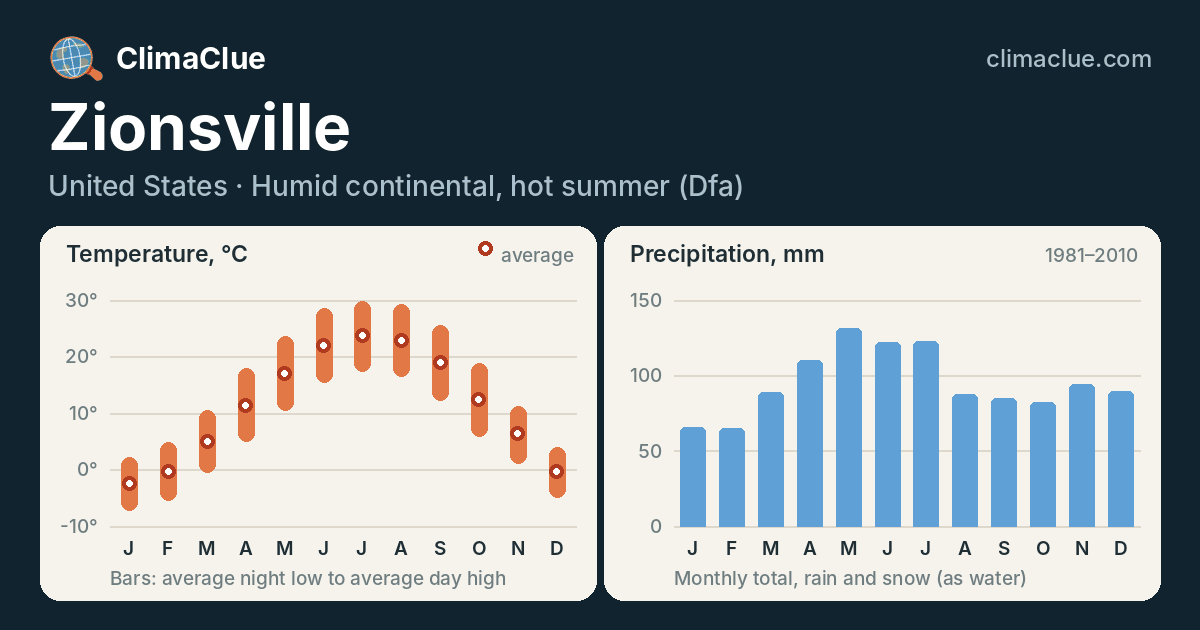 ClimaClue
climaclue.com
Zionsville
United States · Humid continental, hot summer (Dfa)
Temperature, °C
average
30°
20°
10°
0°
-10°
J F M A M J J A S O N D
Bars: average night low to average day high
Precipitation, mm
1981–2010
150
100
50
0
J F M A M J J A S O N D
Monthly total, rain and snow (as water)